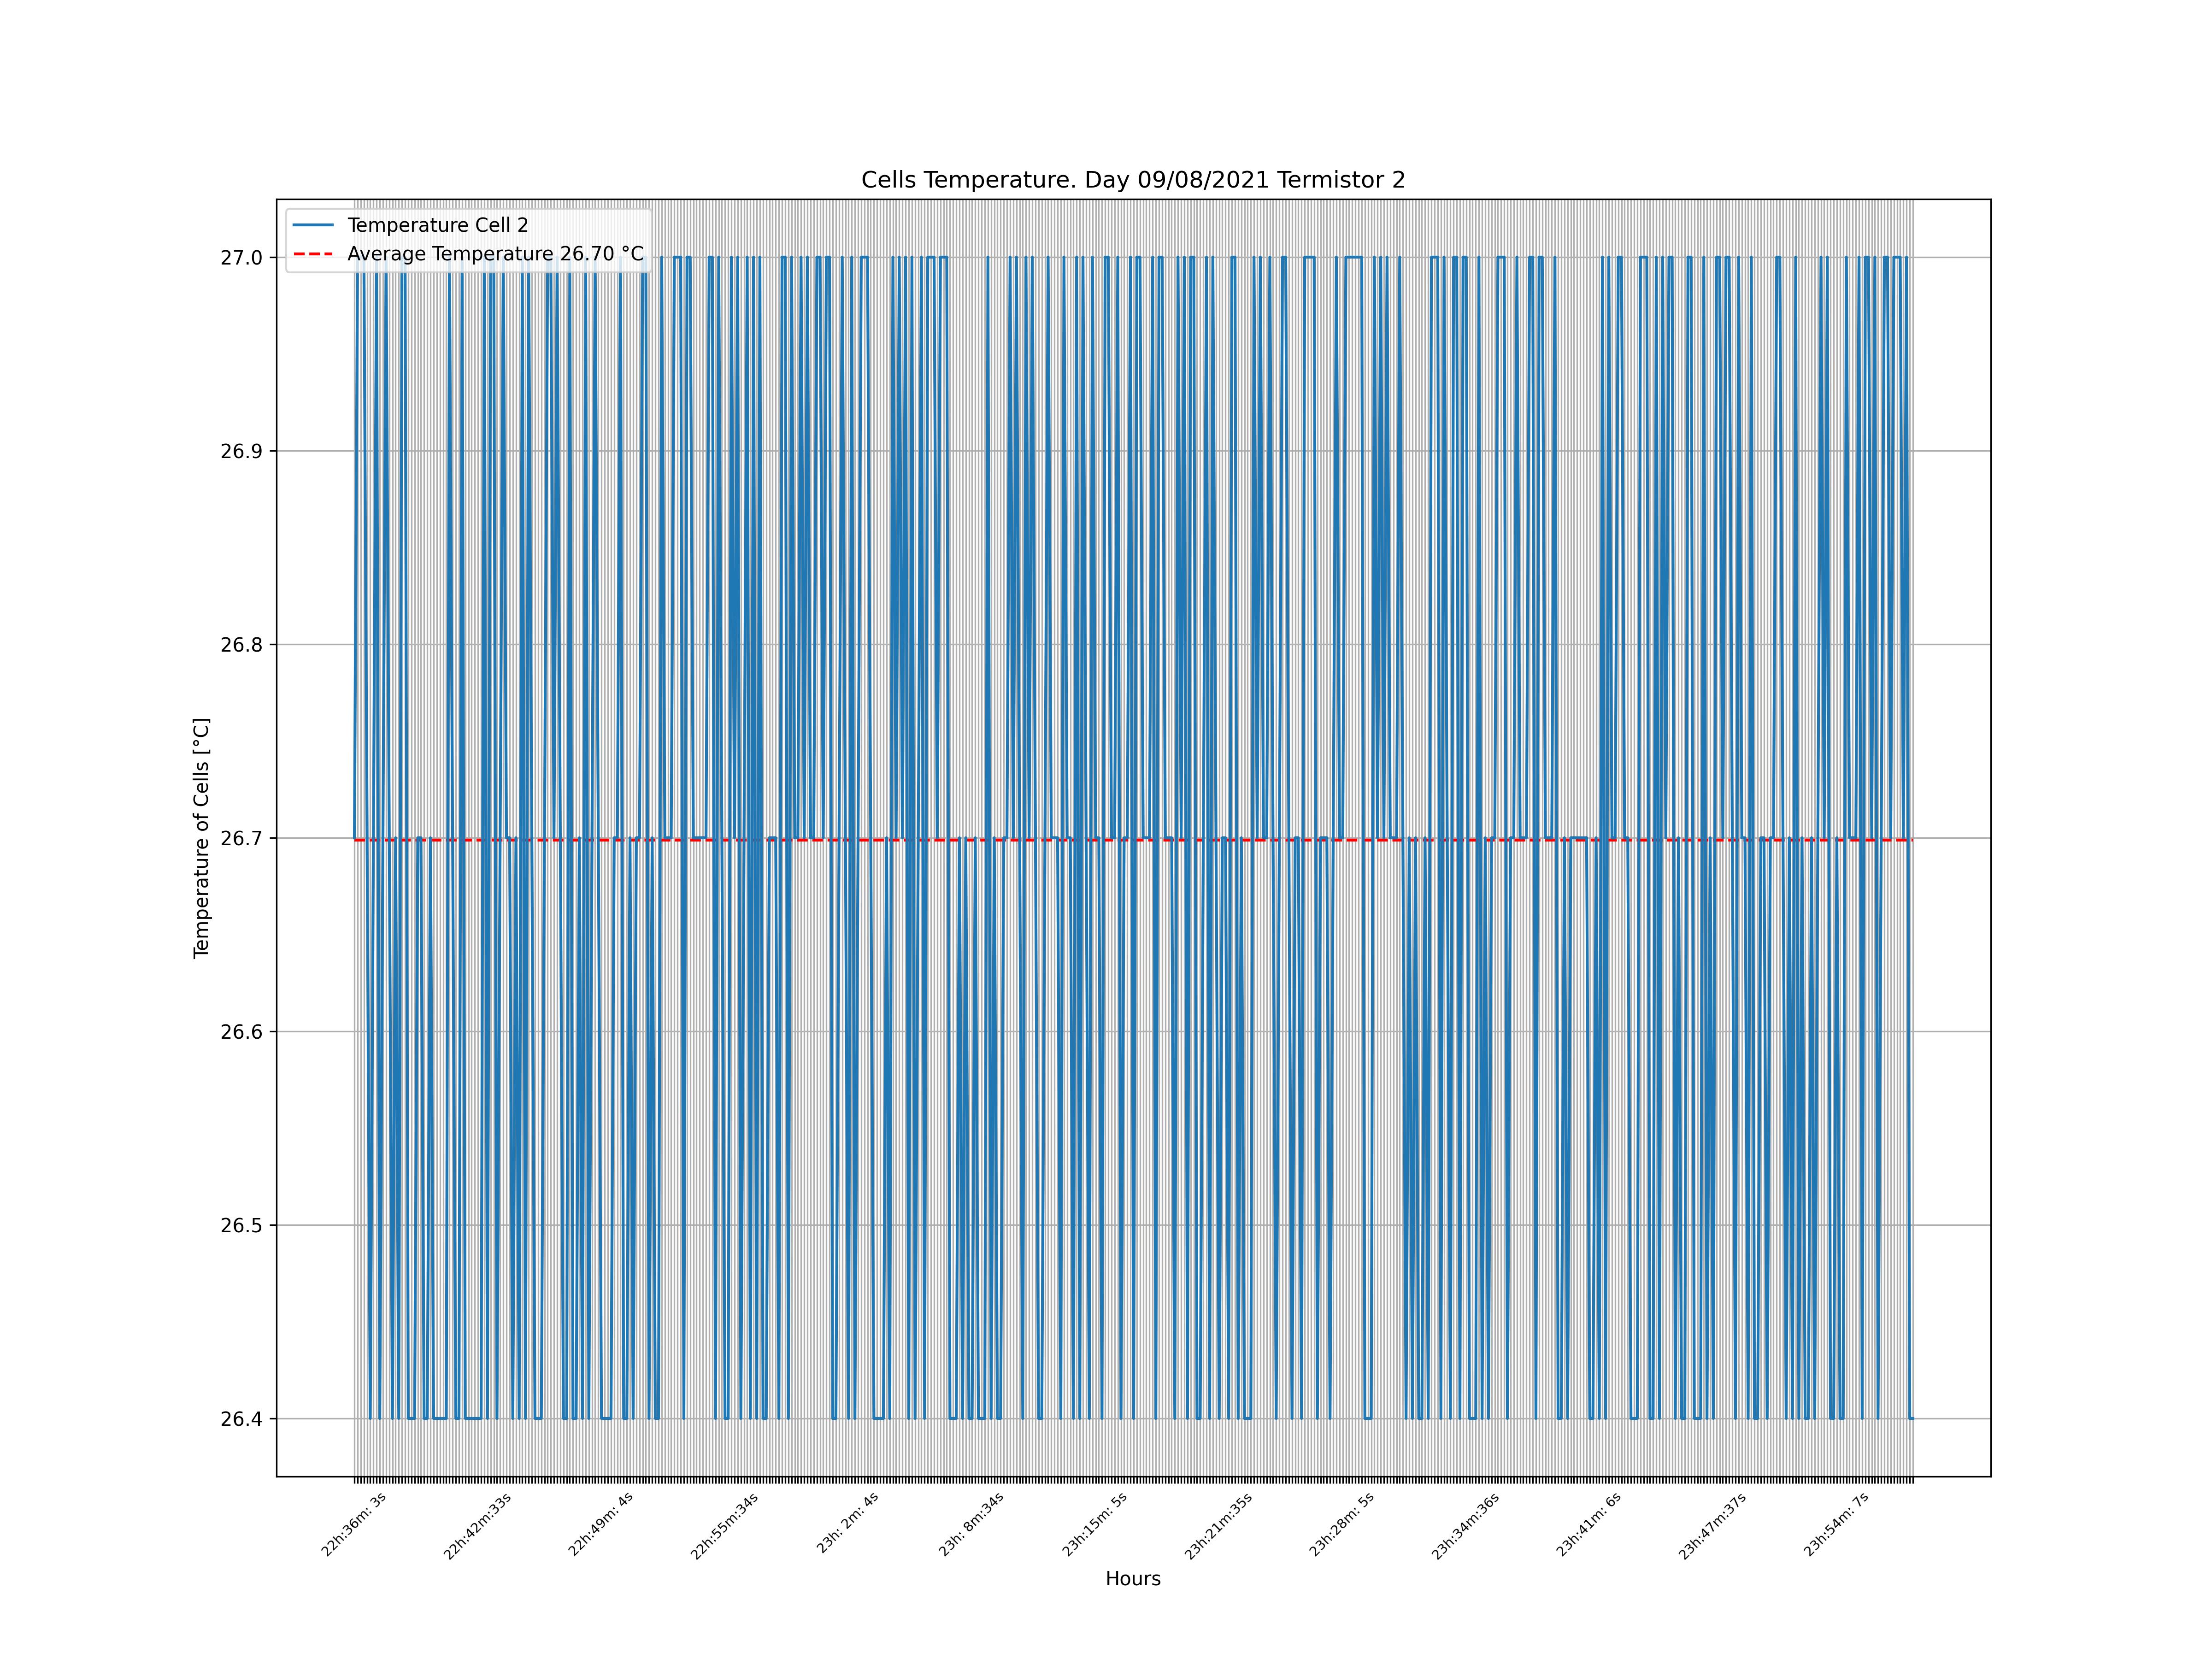 Cells Temperature. Day 09/08/2021 Termistor 2
Temperature Cell 2
Average Temperature 26.70 °C
27.0
26.9
26.8
26.7
26.6
26.5
26.4
Temperature of Cells [°C]
22h:36m: 3s
22h:42m:33s
22h:49m: 4s
22h:55m:34s
23h: 2m: 4s
23h: 8m:34s
23h:15m: 5s
23h:21m:35s
23h:28m: 5s
23h:34m:36s
23h:41m: 6s
23h:47m:37s
23h:54m: 7s
Hours